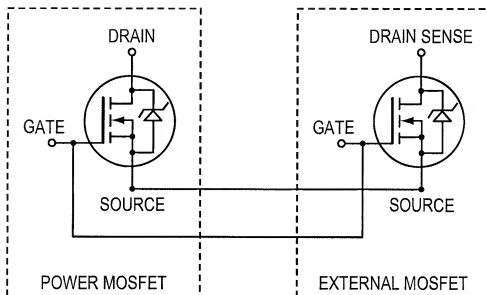 DRAIN
GATE
SOURCE
POWER MOSFET
DRAIN SENSE
GATE
SOURCE
EXTERNAL MOSFET